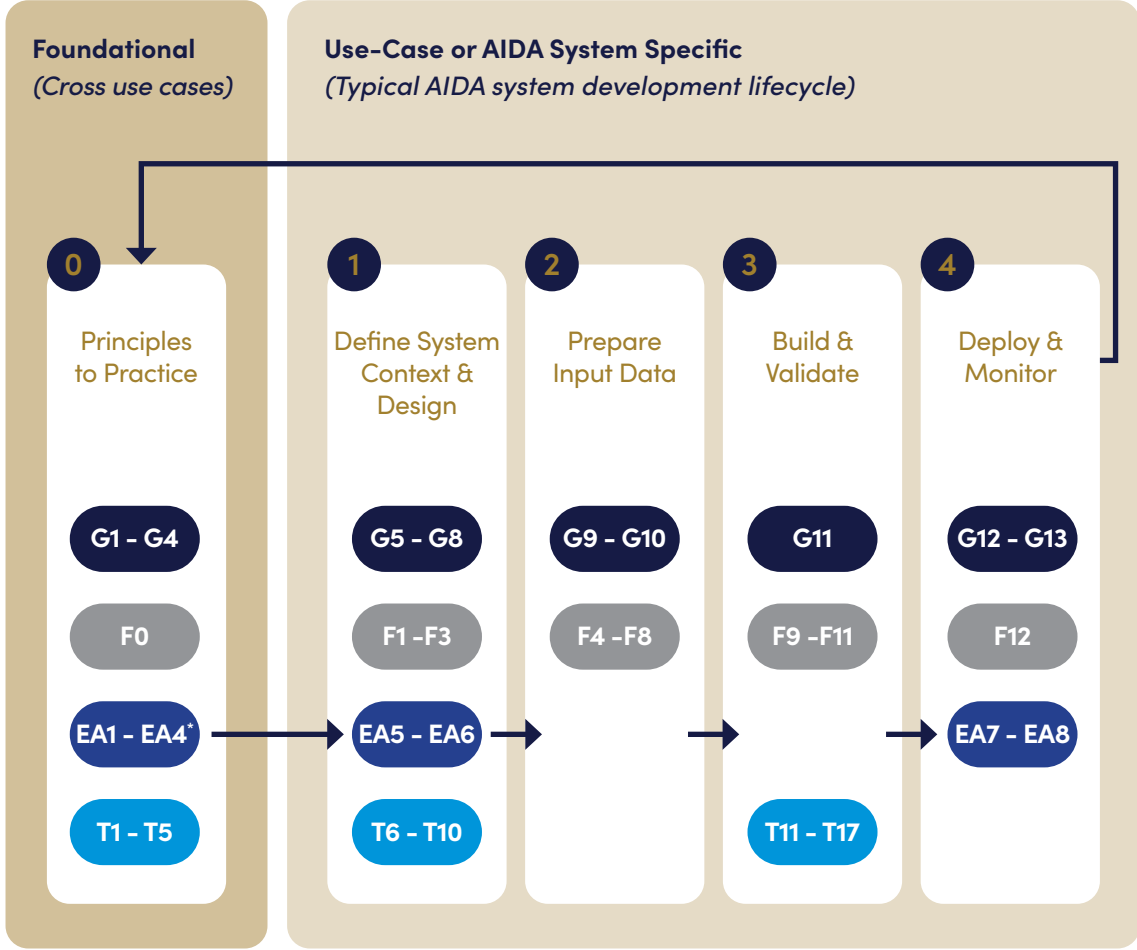 Foundational
(Cross use cases)
Use-Case or AIDA System Specific
(Typical AIDA system development lifecycle)
0
Principles
to Practice
G1 - G4
F0
EA1 - EA4*
T1 - T5
1
Define System
Context &
Design
G5 - G8
F1 -F3
EA5 - EA6
T6 - T10
2
Prepare
Input Data
G9 - G10
F4 -F8
3
Build &
Validate
G11
F9 -F11
T11 - T17
4
Deploy &
Monitor
G12 - G13
F12
EA7 - EA8